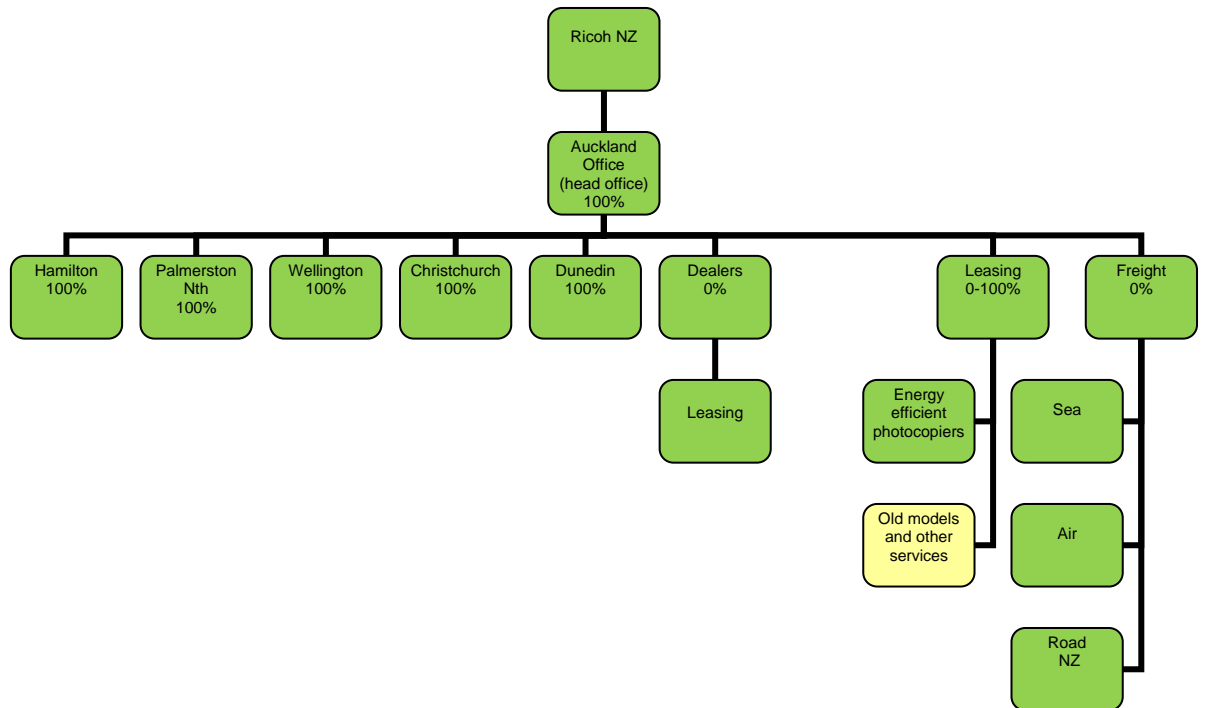 Ricoh NZ
Auckland
Office
(head office)
100%
Hamilton
100%
Palmerston
Nth
100%
Wellington
100%
Christchurch
100%
Dunedin
100%
Dealers
0%
Leasing
0-100%
Freight
0%
Leasing
Energy
efficient
photocopiers
Sea
Old models
and other
services
Air
Road
NZ